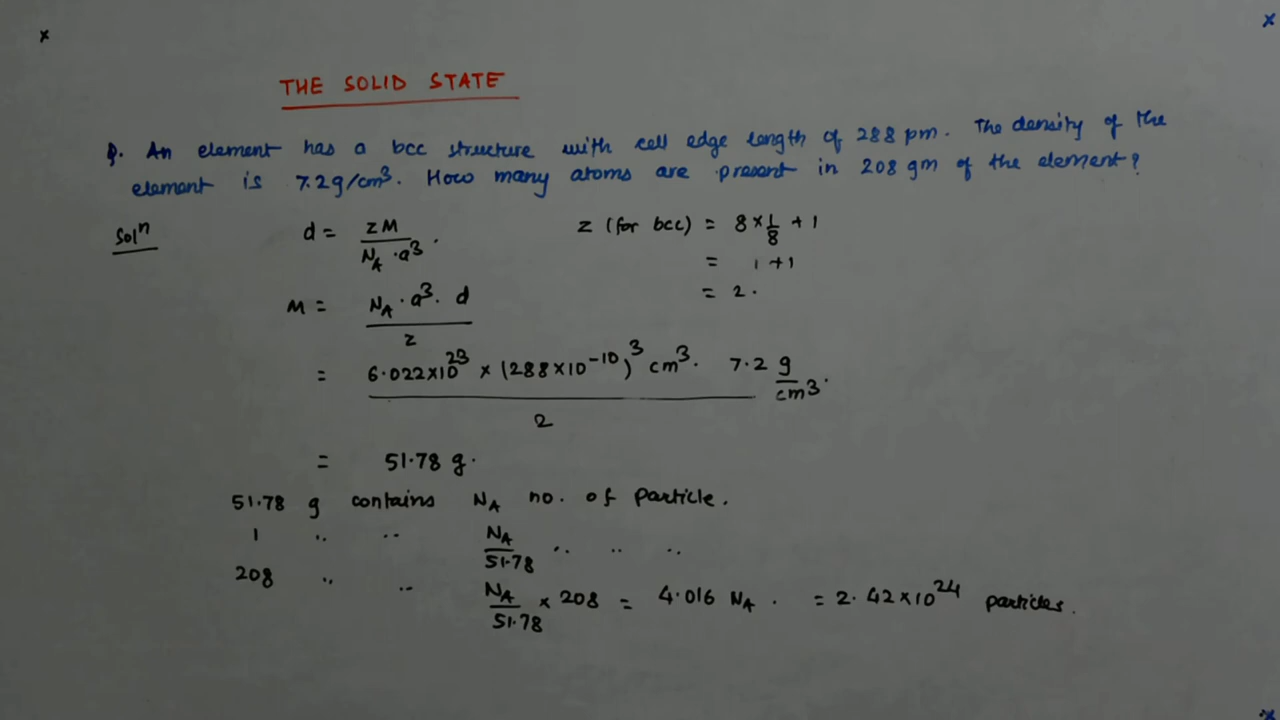 THE SOLID STATE
Q. An element has a bcc structure with cell edge length of 288 pm. The density of the
element is 7.2g/cm³. How many atoms are present in 208 gm of the element?
Solⁿ d = zM / N_A · a³ . z (for bcc) = 8 × 1/8 + 1
= 1 + 1
M = N_A · a³ · d / z = 2 .
= 6.022×10²³ × (288×10⁻¹⁰)³ cm³ . 7.2 g/cm³ . / 2
= 51.78 g.
51.78 g contains N_A no. of particle.
1 ,, ,, N_A / 51.78 ,, ,, ,,
208 ,, ,, N_A / 51.78 × 208 = 4.016 N_A . = 2.42×10²⁴ particles.